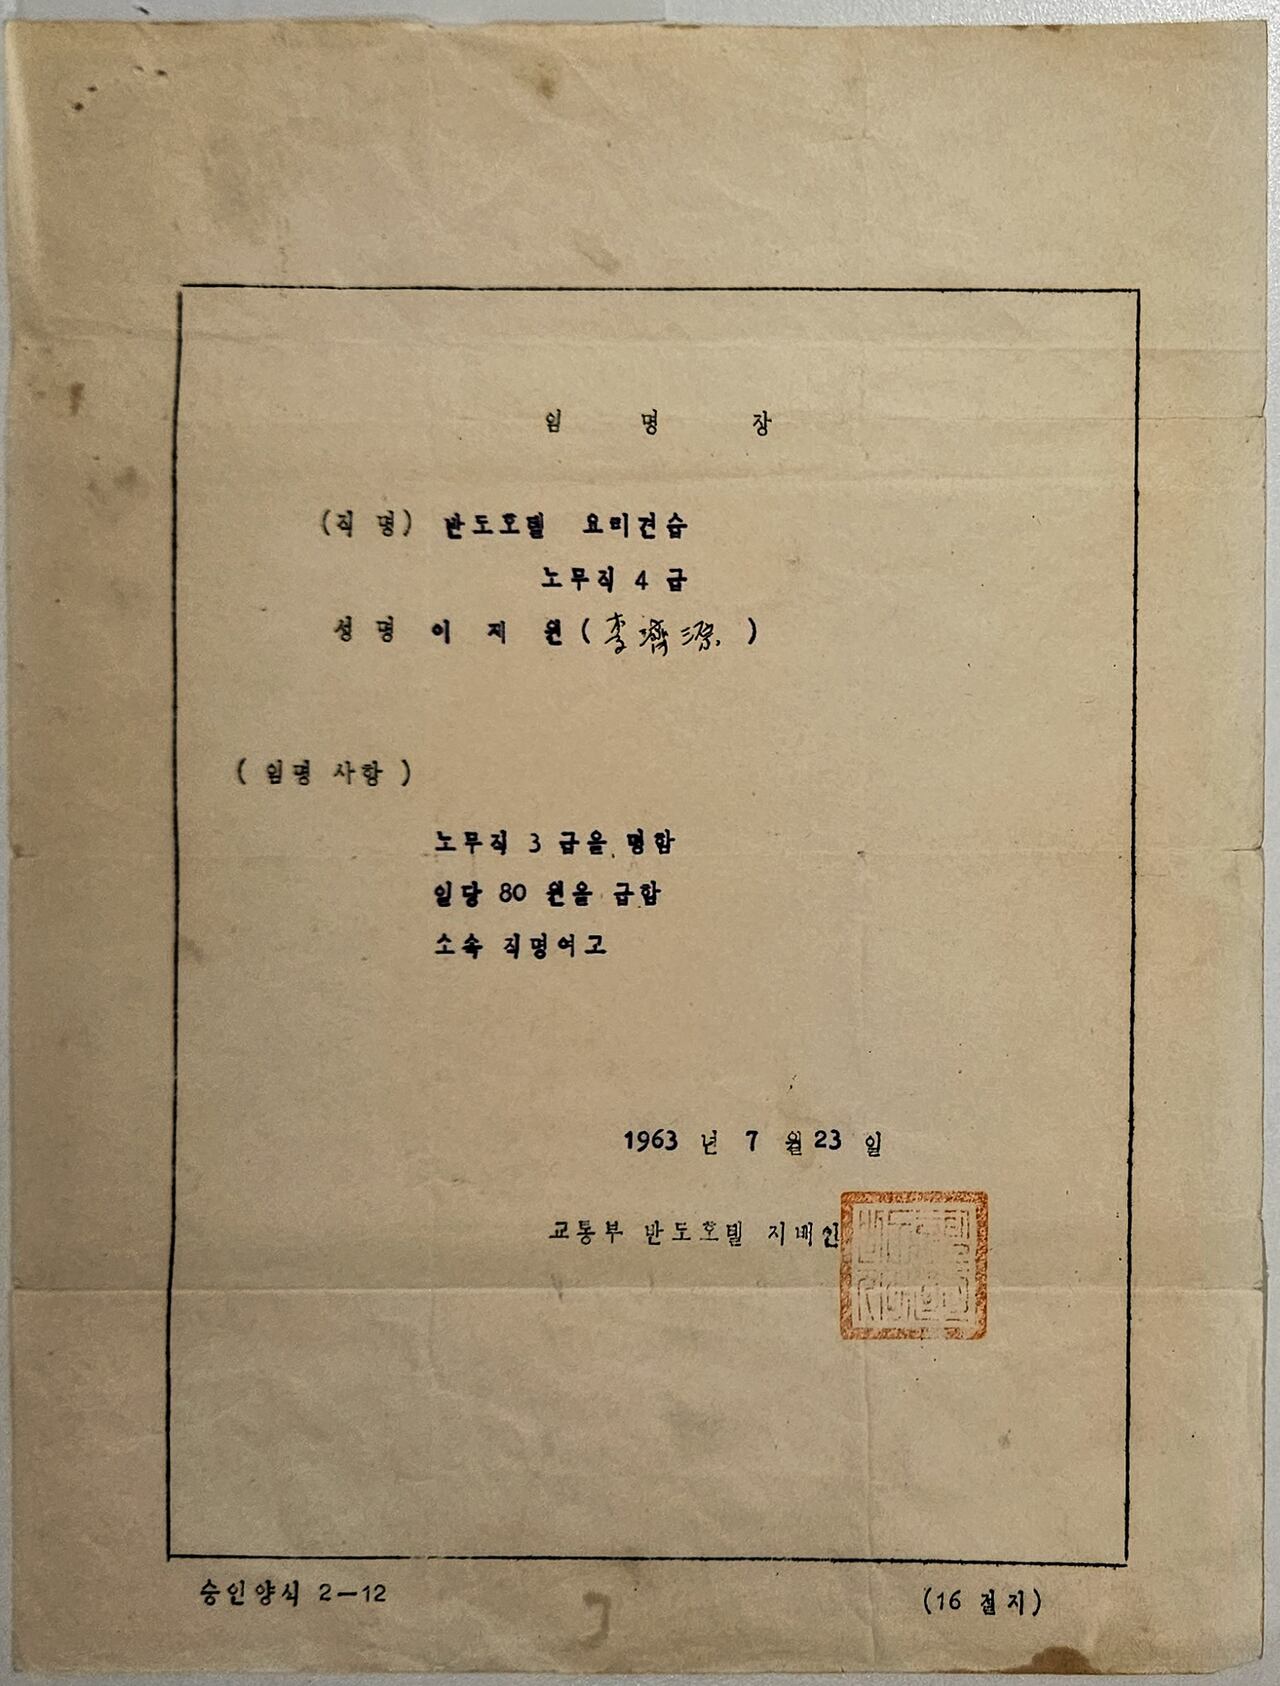 임 명 장
(직 명) 반도호텔 요리견습
노무직 4 급
성 명 이 지 원 (李濟源)
( 임명 사항 )
노무직 3 급을 명함
일당 80 원을 급함
소속 직명여고
1963 년 7 월 23 일
교통부 반도호텔 지배인
승인양식 2—12
(16 절지)